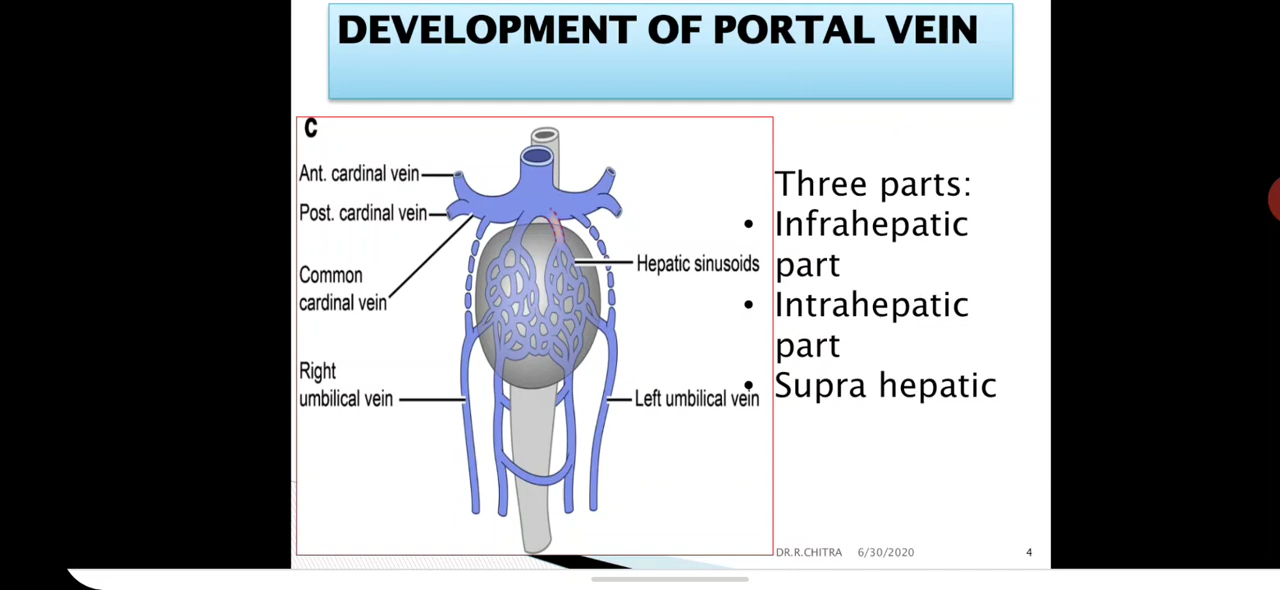 DEVELOPMENT OF PORTAL VEIN
C
Ant. cardinal vein
Post. cardinal vein
Common
cardinal vein
Right
umbilical vein
Hepatic sinusoids
Left umbilical vein
Three parts:
• Infrahepatic
part
• Intrahepatic
part
• Supra hepatic
DR.R.CHITRA 6/30/2020 4